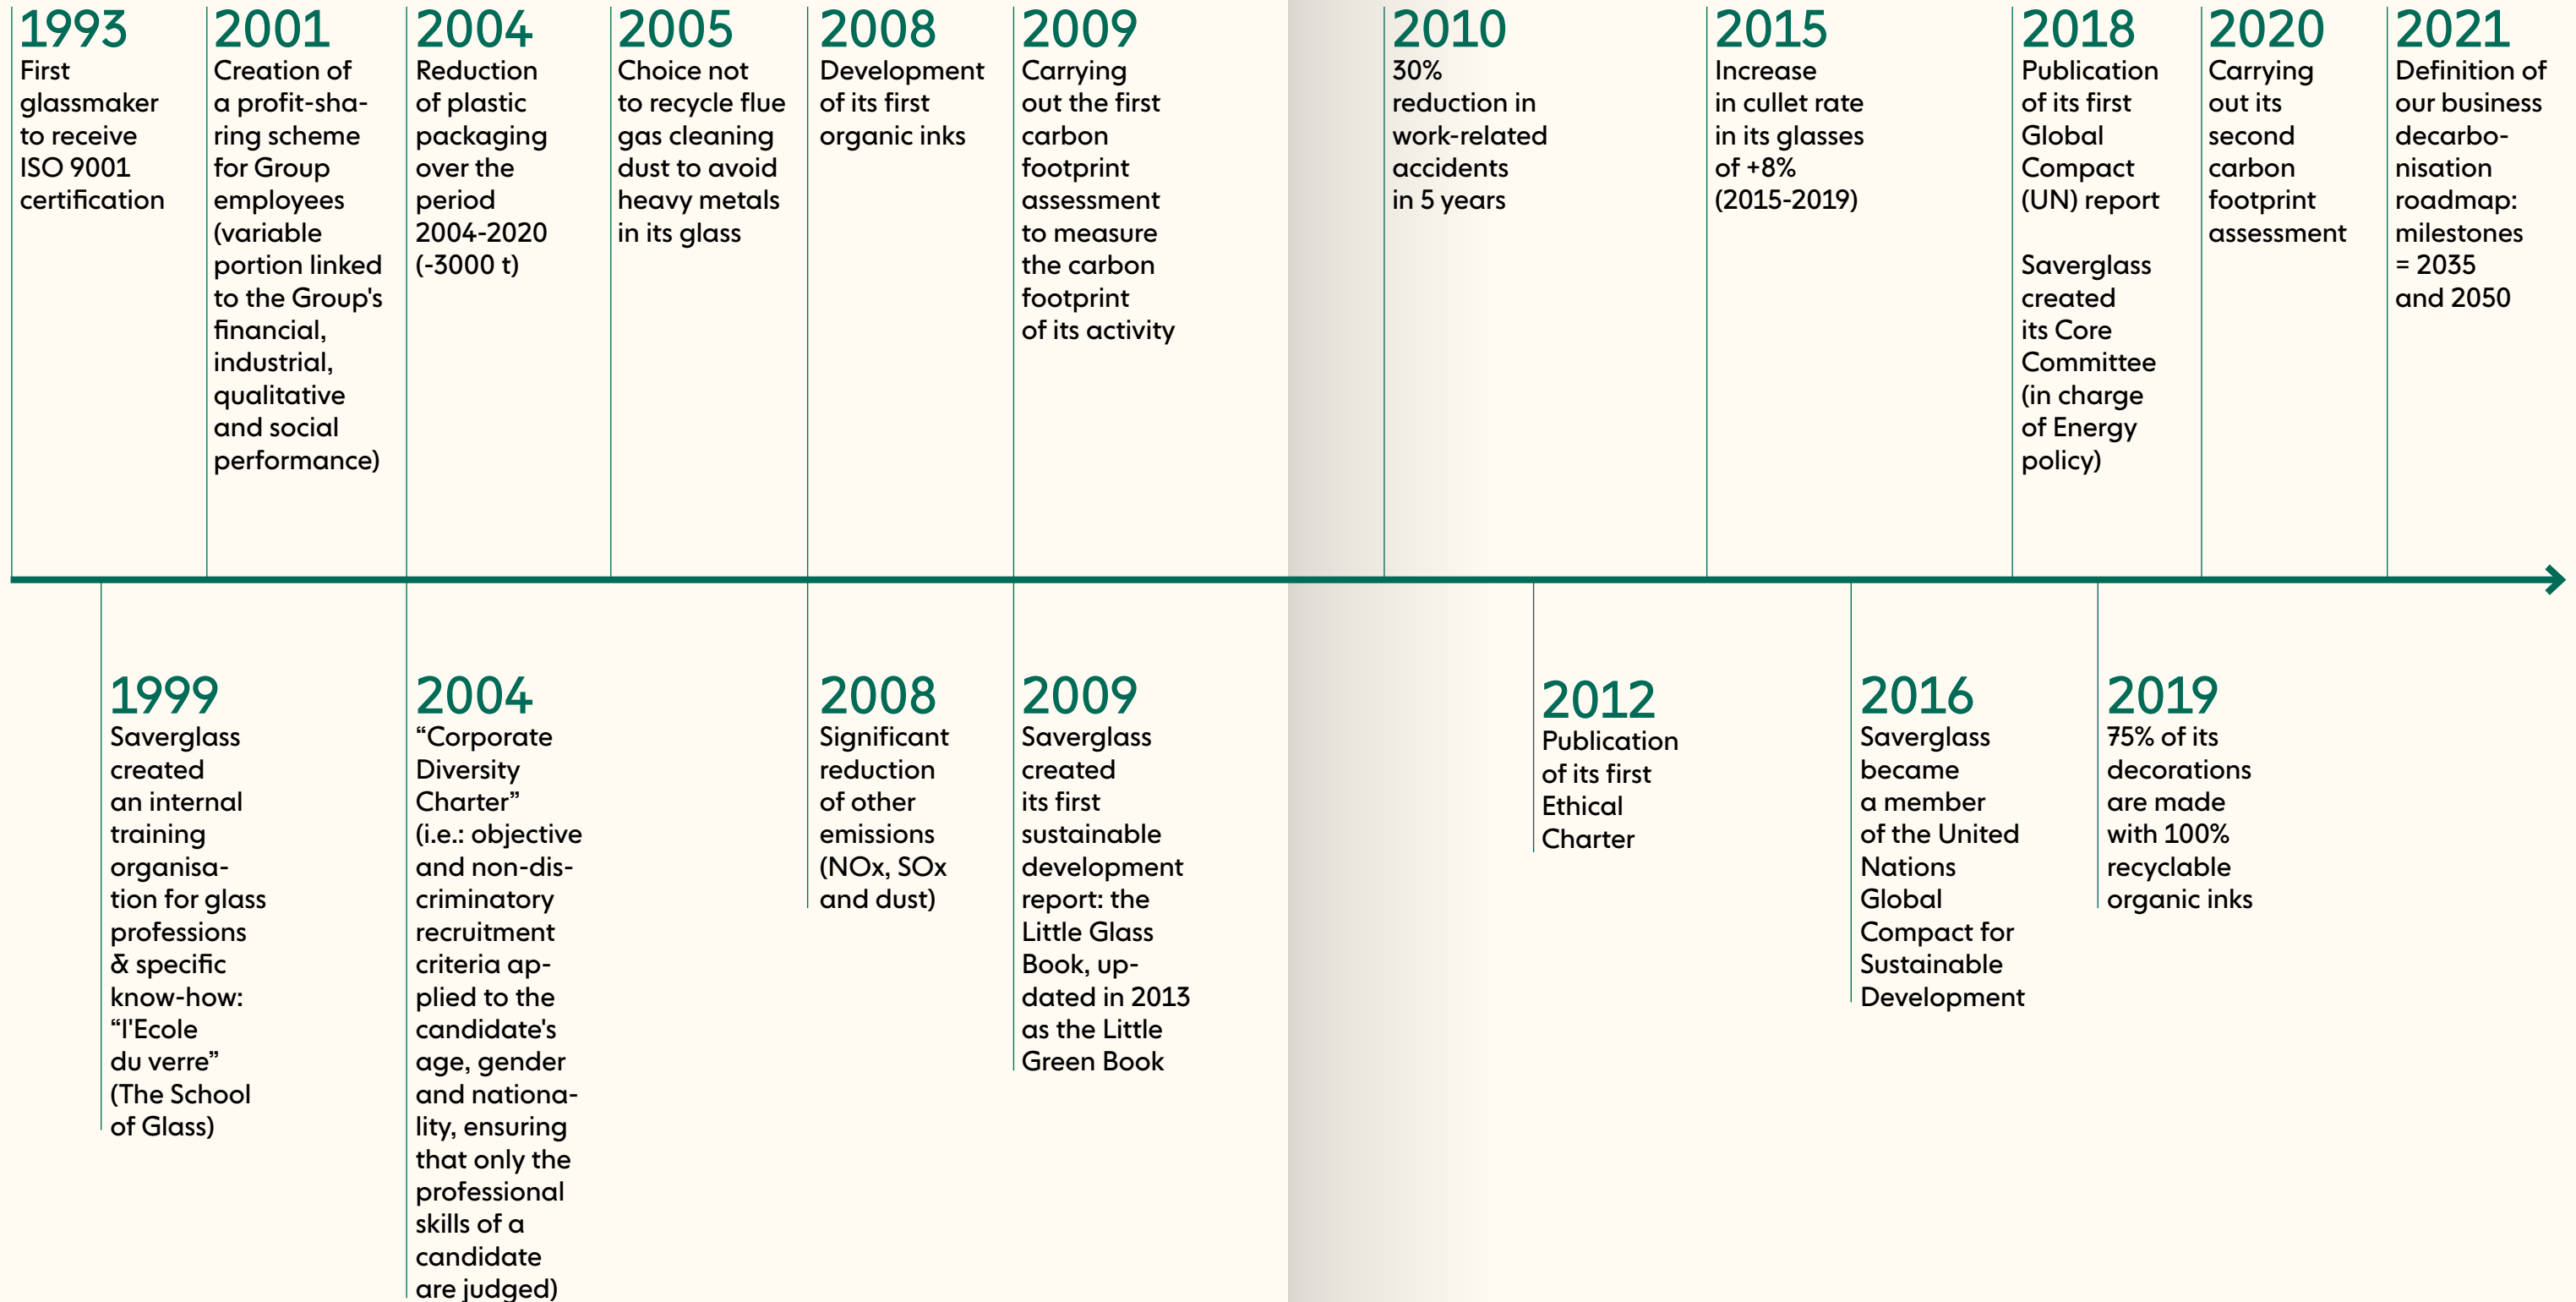 1993
First
glassmaker
to receive
ISO 9001
certification
2001
Creation of
a profit-sha-
ring scheme
for Group
employees
(variable
portion linked
to the Group's
financial,
industrial,
qualitative
and social
performance)
2004
Reduction
of plastic
packaging
over the
period
2004-2020
(-3000 t)
2005
Choice not
to recycle flue
gas cleaning
dust to avoid
heavy metals
in its glass
2008
Development
of its first
organic inks
2009
Carrying
out the first
carbon
footprint
assessment
to measure
the carbon
footprint
of its activity
2010
30%
reduction in
work-related
accidents
in 5 years
2015
Increase
in cullet rate
in its glasses
of +8%
(2015-2019)
2018
Publication
of its first
Global
Compact
(UN) report
Saverglass
created
its Core
Committee
(in charge
of Energy
policy)
2020
Carrying
out its
second
carbon
footprint
assessment
2021
Definition of
our business
decarbo-
nisation
roadmap:
milestones
= 2035
and 2050
1999
Saverglass
created
an internal
training
organisa-
tion for glass
professions
& specific
know-how:
“l'Ecole
du verre”
(The School
of Glass)
2004
“Corporate
Diversity
Charter”
(i.e.: objective
and non-dis-
criminatory
recruitment
criteria ap-
plied to the
candidate's
age, gender
and nationa-
lity, ensuring
that only the
professional
skills of a
candidate
are judged)
2008
Significant
reduction
of other
emissions
(NOx, SOx
and dust)
2009
Saverglass
created
its first
sustainable
development
report: the
Little Glass
Book, up-
dated in 2013
as the Little
Green Book
2012
Publication
of its first
Ethical
Charter
2016
Saverglass
became
a member
of the United
Nations
Global
Compact for
Sustainable
Development
2019
75% of its
decorations
are made
with 100%
recyclable
organic inks